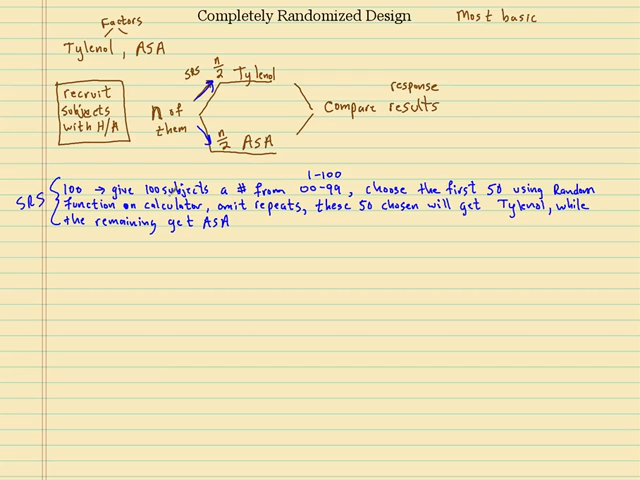 Completely Randomized Design
Most basic
Factors
Tylenol, ASA
recruit
subjects
with H/A
n of
them
SRS n/2 Tylenol
n/2 ASA
response
Compare results
1-100
SRS { 100 → give 100 subjects a # from 00-99, choose the first 50 using Random
function on calculator, omit repeats, these 50 chosen will get Tylenol, while
the remaining get ASA